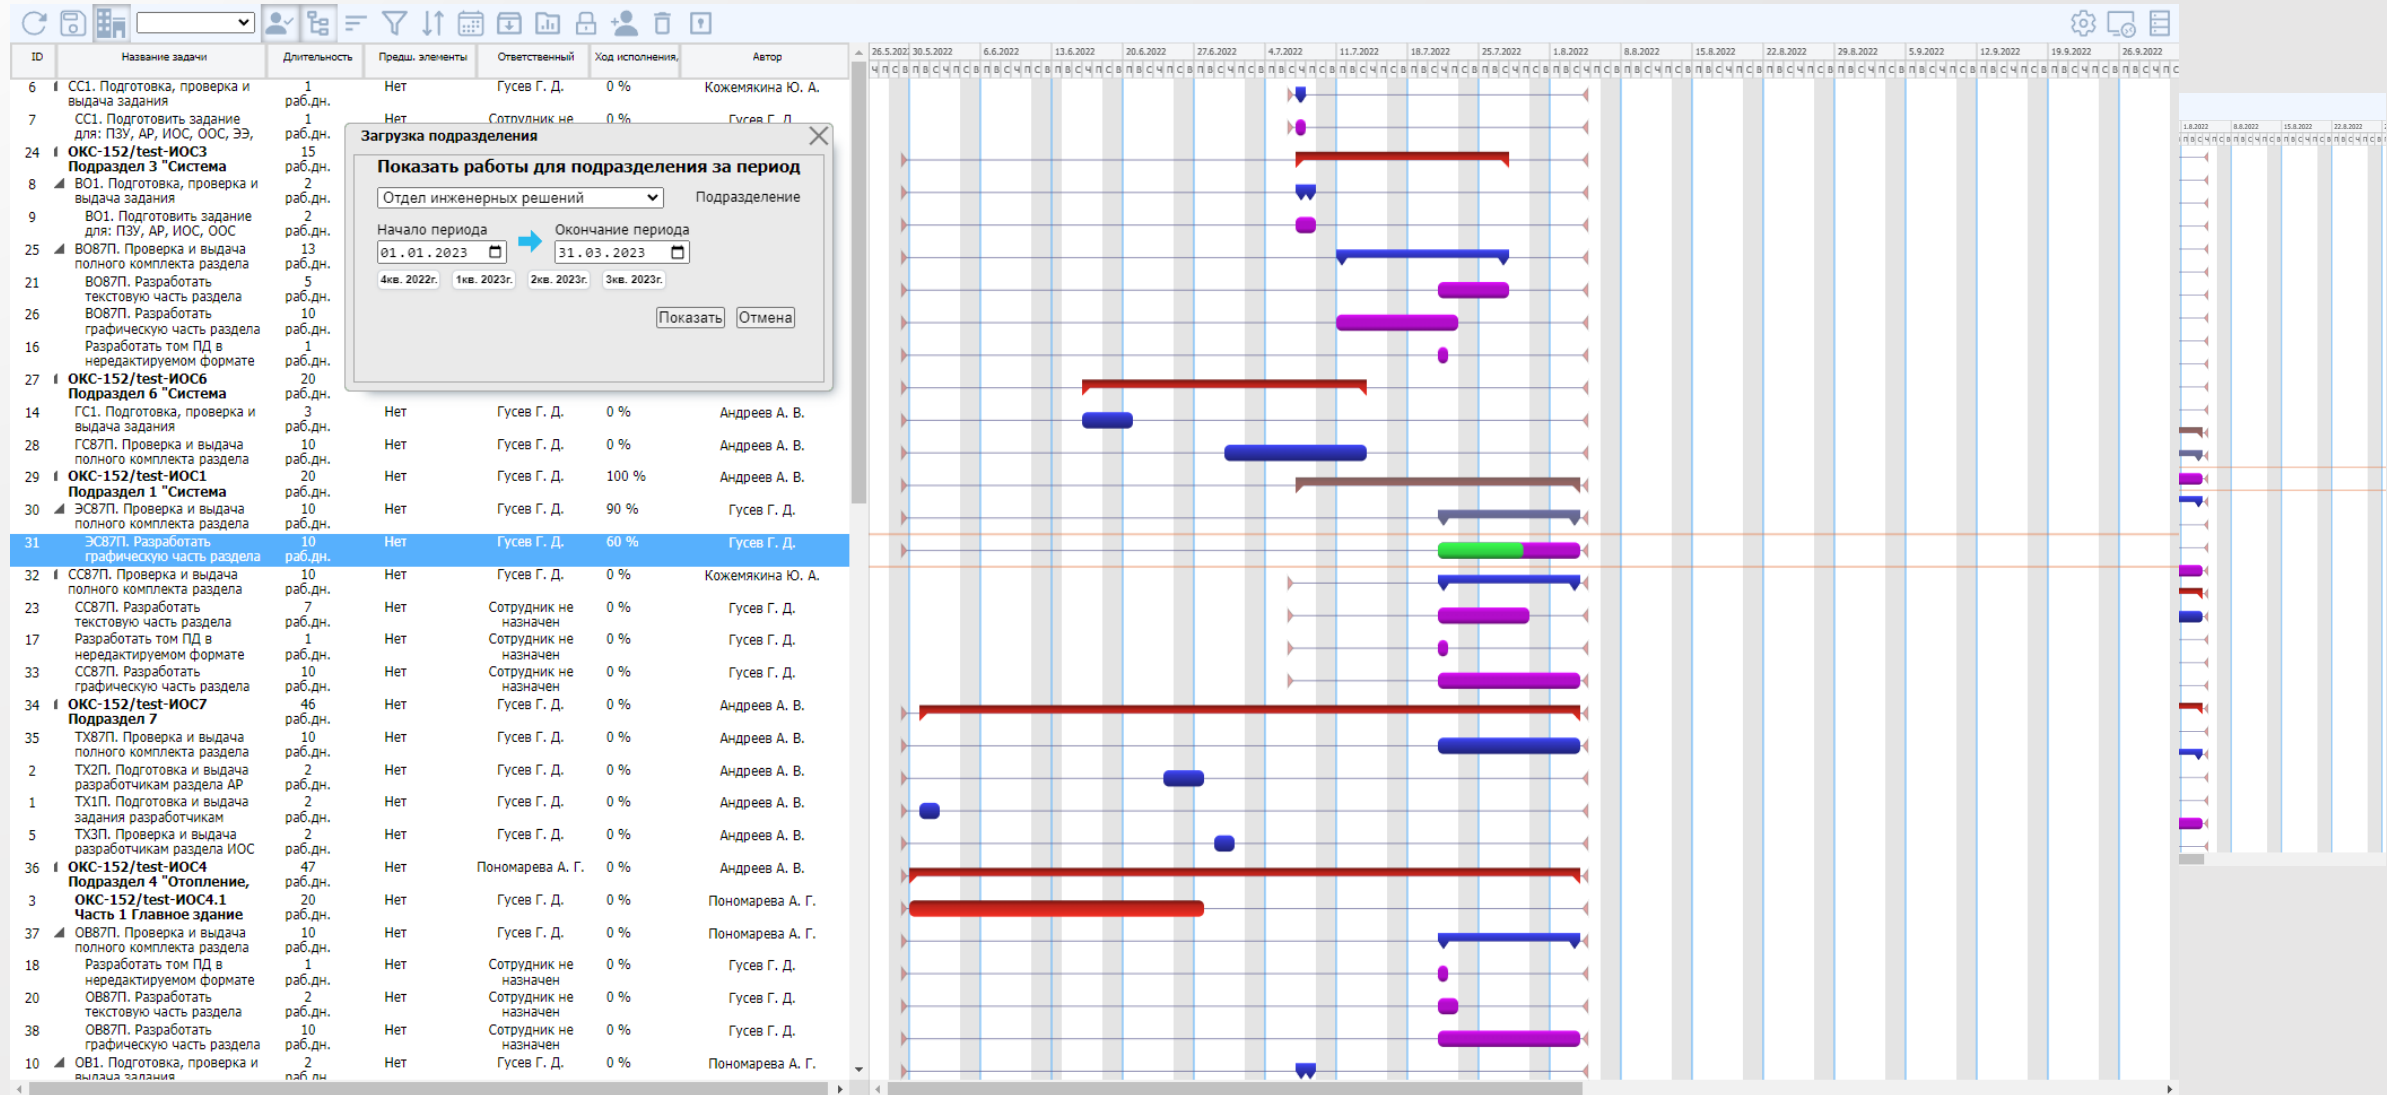 ID Название задачи Длительность Предш. элементы Ответственный Ход исполнения, Автор
26.5.202 30.5.2022 6.6.2022 13.6.2022 20.6.2022 27.6.2022 4.7.2022 11.7.2022 18.7.2022 25.7.2022 1.8.2022 8.8.2022 15.8.2022 22.8.2022 29.8.2022 5.9.2022 12.9.2022 19.9.2022 26.9.2022
6 СС1. Подготовка, проверка и 1 Нет Гусев Г. Д. 0 % Кожемякина Ю. А.
выдача задания раб.дн.
7 СС1. Подготовить задание 1 Нет Сотрудник не 0 % Гусев Г. Д.
для: ПЗУ, АР, ИОС, ООС, ЭЭ, раб.дн.
24 ОКС-152/test-ИОС3 15
Подраздел 3 "Система раб.дн.
8 ВО1. Подготовка, проверка и 2
выдача задания раб.дн.
9 ВО1. Подготовить задание 2
для: ПЗУ, АР, ИОС, ООС раб.дн.
25 ВО87П. Проверка и выдача 13
полного комплекта раздела раб.дн.
21 ВО87П. Разработать 5
текстовую часть раздела раб.дн.
26 ВО87П. Разработать 10
графическую часть раздела раб.дн.
16 Разработать том ПД в 1
нередактируемом формате раб.дн.
27 ОКС-152/test-ИОС6 20
Подраздел 6 "Система раб.дн.
Загрузка подразделения
Показать работы для подразделения за период
Отдел инженерных решений Подразделение
Начало периода Окончание периода
01.01.2023 31.03.2023
4кв. 2022г. 1кв. 2023г. 2кв. 2023г. 3кв. 2023г.
Показать Отмена
14 ГС1. Подготовка, проверка и 3 Нет Гусев Г. Д. 0 % Андреев А. В.
выдача задания раб.дн.
28 ГС87П. Проверка и выдача 10 Нет Гусев Г. Д. 0 % Андреев А. В.
полного комплекта раздела раб.дн.
29 ОКС-152/test-ИОС1 20 Нет Гусев Г. Д. 100 % Андреев А. В.
Подраздел 1 "Система раб.дн.
30 ЭС87П. Проверка и выдача 10 Нет Гусев Г. Д. 90 % Гусев Г. Д.
полного комплекта раздела раб.дн.
31 ЭС87П. Разработать 10 Нет Гусев Г. Д. 60 % Гусев Г. Д.
графическую часть раздела раб.дн.
32 СС87П. Проверка и выдача 10 Нет Гусев Г. Д. 0 % Кожемякина Ю. А.
полного комплекта раздела раб.дн.
23 СС87П. Разработать 7 Нет Сотрудник не 0 % Гусев Г. Д.
текстовую часть раздела раб.дн. назначен
17 Разработать том ПД в 1 Нет Сотрудник не 0 % Гусев Г. Д.
нередактируемом формате раб.дн. назначен
33 СС87П. Разработать 10 Нет Сотрудник не 0 % Гусев Г. Д.
графическую часть раздела раб.дн. назначен
34 ОКС-152/test-ИОС7 46 Нет Гусев Г. Д. 0 % Андреев А. В.
Подраздел 7 раб.дн.
35 ТХ87П. Проверка и выдача 10 Нет Гусев Г. Д. 0 % Андреев А. В.
полного комплекта раздела раб.дн.
2 ТХ2П. Подготовка и выдача 2 Нет Гусев Г. Д. 0 % Андреев А. В.
разработчикам раздела АР раб.дн.
1 ТХ1П. Подготовка и выдача 2 Нет Гусев Г. Д. 0 % Андреев А. В.
задания разработчикам раб.дн.
5 ТХ3П. Проверка и выдача 2 Нет Гусев Г. Д. 0 % Андреев А. В.
разработчикам раздела ИОС раб.дн.
36 ОКС-152/test-ИОС4 47 Нет Пономарева А. Г. 0 % Андреев А. В.
Подраздел 4 "Отопление, раб.дн.
3 ОКС-152/test-ИОС4.1 20 Нет Гусев Г. Д. 0 % Пономарева А. Г.
Часть 1 Главное здание раб.дн.
37 ОВ87П. Проверка и выдача 10 Нет Гусев Г. Д. 0 % Пономарева А. Г.
полного комплекта раздела раб.дн.
18 Разработать том ПД в 1 Нет Сотрудник не 0 % Гусев Г. Д.
нередактируемом формате раб.дн. назначен
20 ОВ87П. Разработать 2 Нет Сотрудник не 0 % Гусев Г. Д.
текстовую часть раздела раб.дн. назначен
38 ОВ87П. Разработать 10 Нет Сотрудник не 0 % Гусев Г. Д.
графическую часть раздела раб.дн. назначен
10 ОВ1. Подготовка, проверка и 2 Нет Гусев Г. Д. 0 % Пономарева А. Г.
выдача задания раб.дн.
1.8.2022 8.8.2022 15.8.2022 22.8.2022